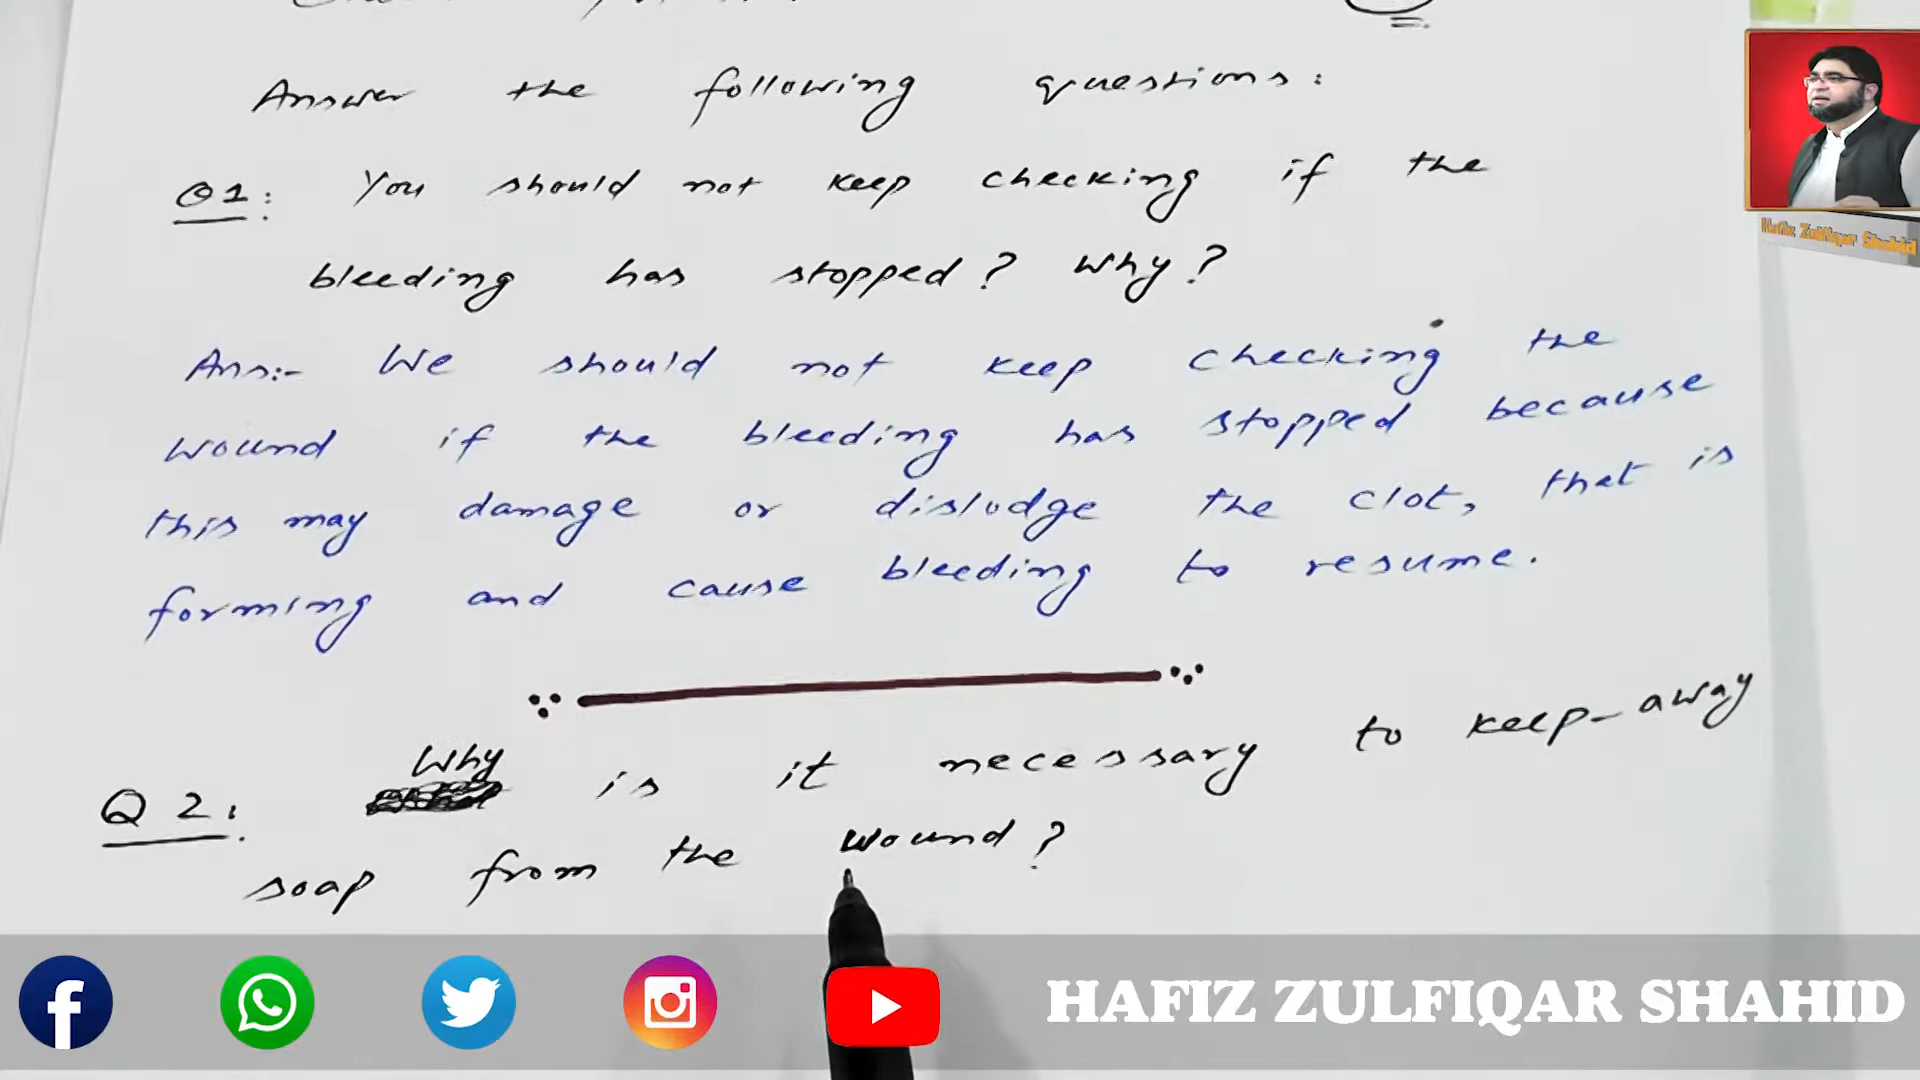 Answer the following questions:
Q1: You should not keep checking if the
bleeding has stopped? Why?
Ans:- We should not keep checking the
wound if the bleeding has stopped because
this may damage or dislodge the clot, that is
forming and cause bleeding to resume.
Q2: Why is it necessary to keep-away
soap from the wound?
Hafiz Zulfiqar Shahid
HAFIZ ZULFIQAR SHAHID